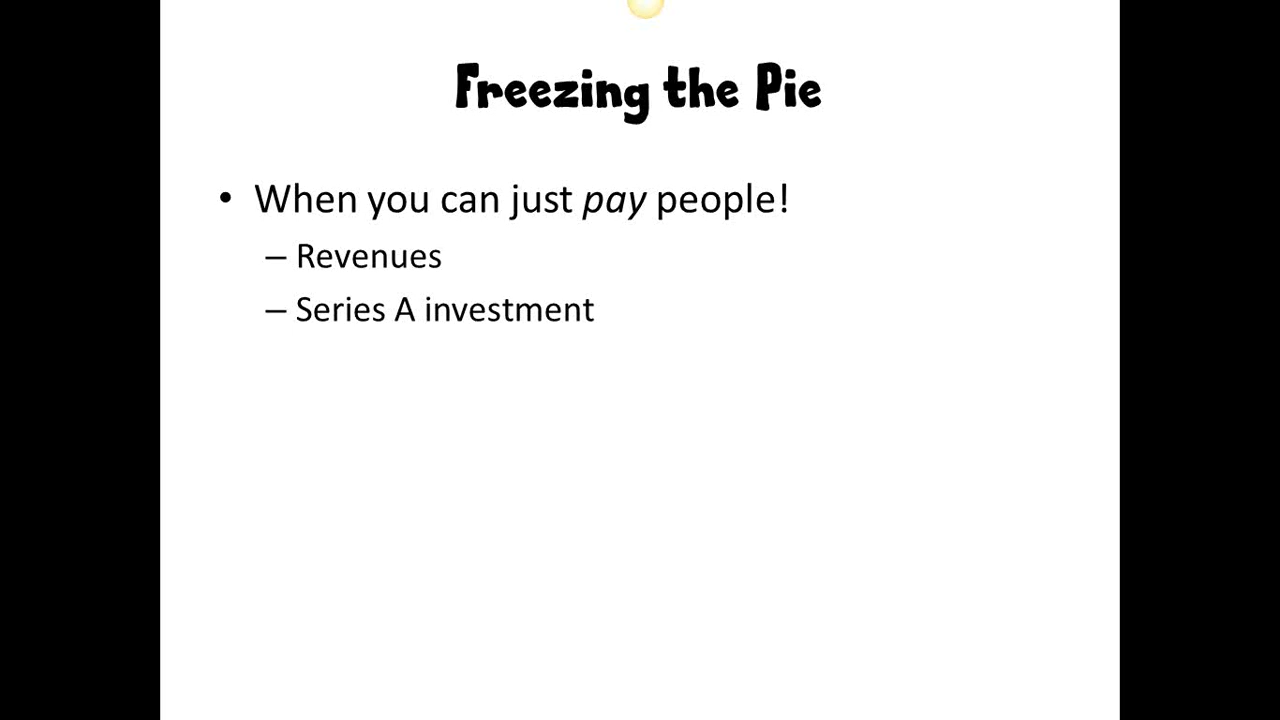 Freezing the Pie
• When you can just pay people!
– Revenues
– Series A investment